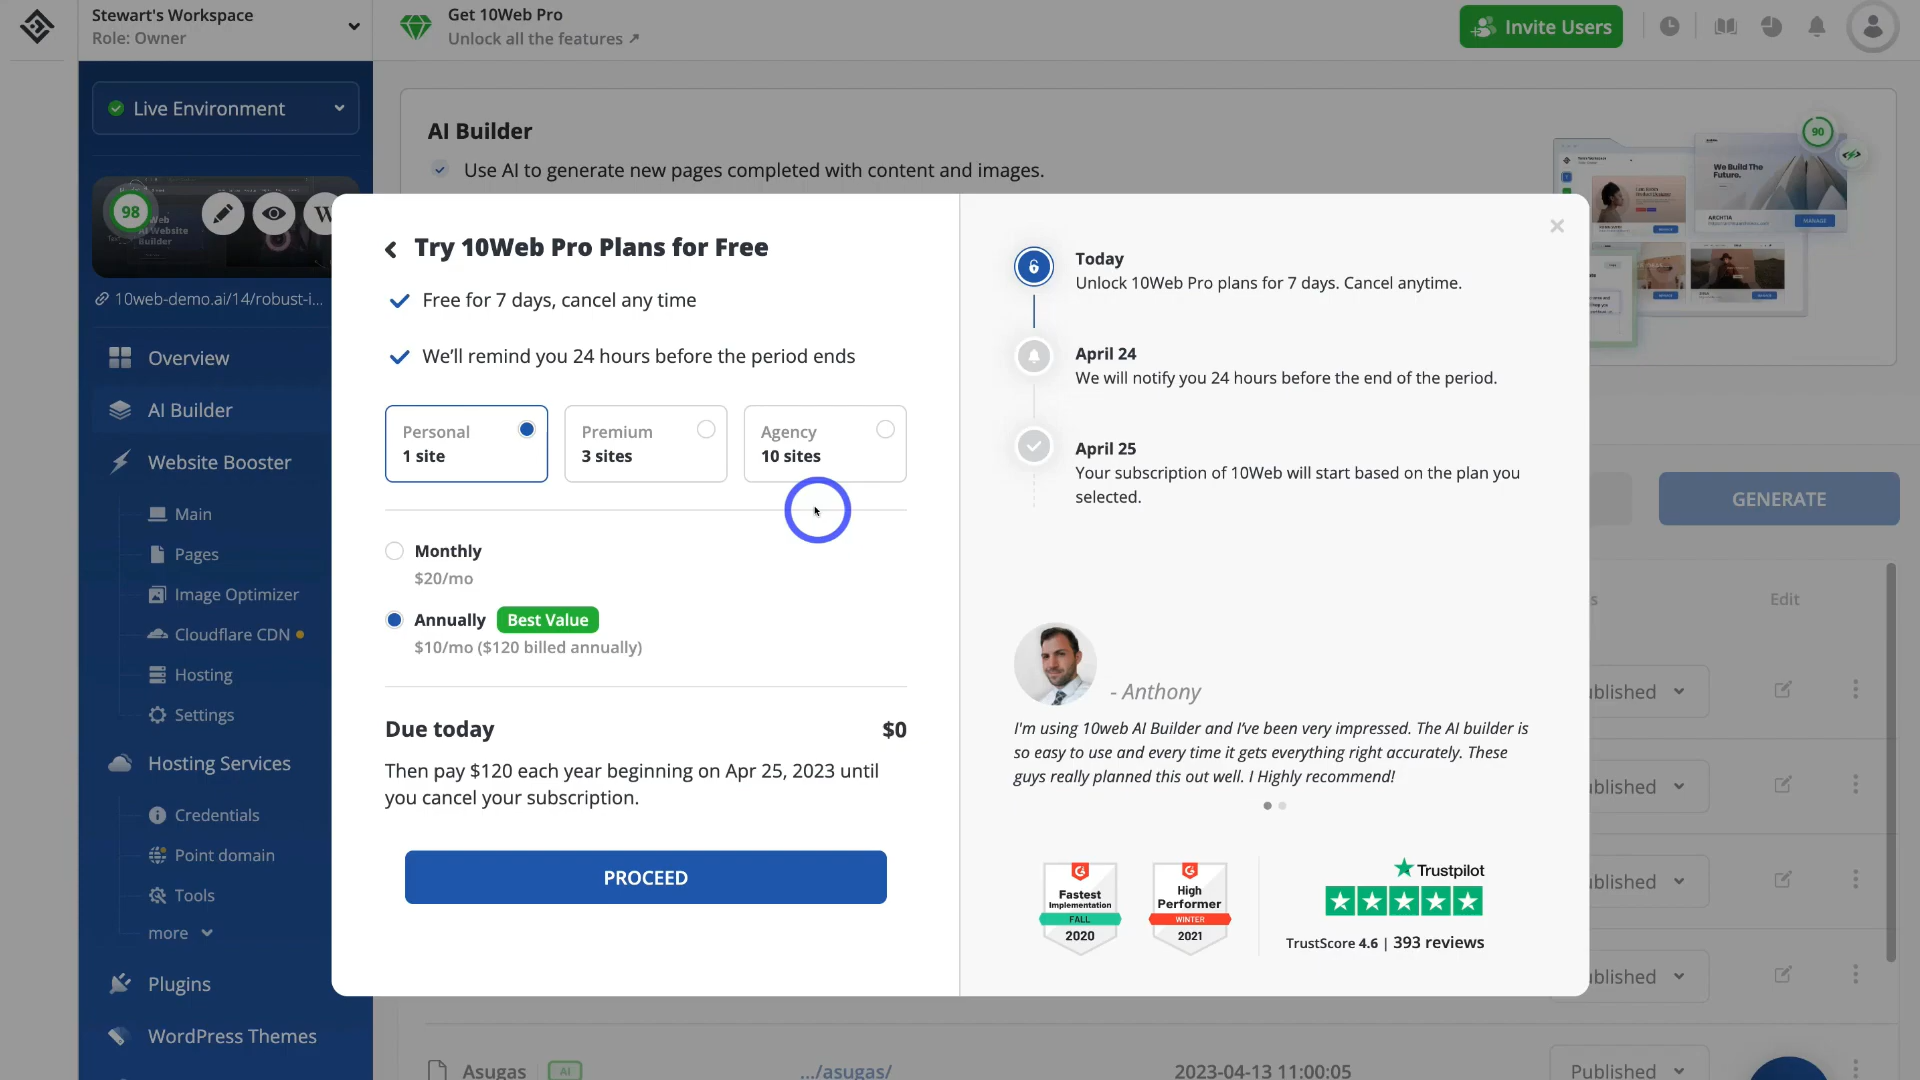 Stewart's Workspace
Role: Owner
Get 10Web Pro
Unlock all the features ↗
Invite Users
Live Environment
AI Builder
Use AI to generate new pages completed with content and images.
90
We Build The
Future.
ARCHTIA
MANAGE
98
Web
AI Website
Builder
W
10web-demo.ai/14/robust-i...
Overview
AI Builder
Website Booster
Main
Pages
Image Optimizer
Cloudflare CDN
Hosting
Settings
Hosting Services
Credentials
Point domain
Tools
more
Plugins
WordPress Themes
Try 10Web Pro Plans for Free
Free for 7 days, cancel any time
We'll remind you 24 hours before the period ends
Personal
1 site
Premium
3 sites
Agency
10 sites
Monthly
$20/mo
Annually
Best Value
$10/mo ($120 billed annually)
Due today
$0
Then pay $120 each year beginning on Apr 25, 2023 until
you cancel your subscription.
PROCEED
Today
Unlock 10Web Pro plans for 7 days. Cancel anytime.
April 24
We will notify you 24 hours before the end of the period.
April 25
Your subscription of 10Web will start based on the plan you
selected.
- Anthony
I'm using 10web AI Builder and I've been very impressed. The AI builder is
so easy to use and every time it gets everything right accurately. These
guys really planned this out well. I Highly recommend!
Fastest
Implementation
FALL
2020
High
Performer
WINTER
2021
Trustpilot
TrustScore 4.6 | 393 reviews
GENERATE
s
Edit
ublished
ublished
ublished
ublished
Asugas
AI
.../asugas/
2023-04-13 11:00:05
Published